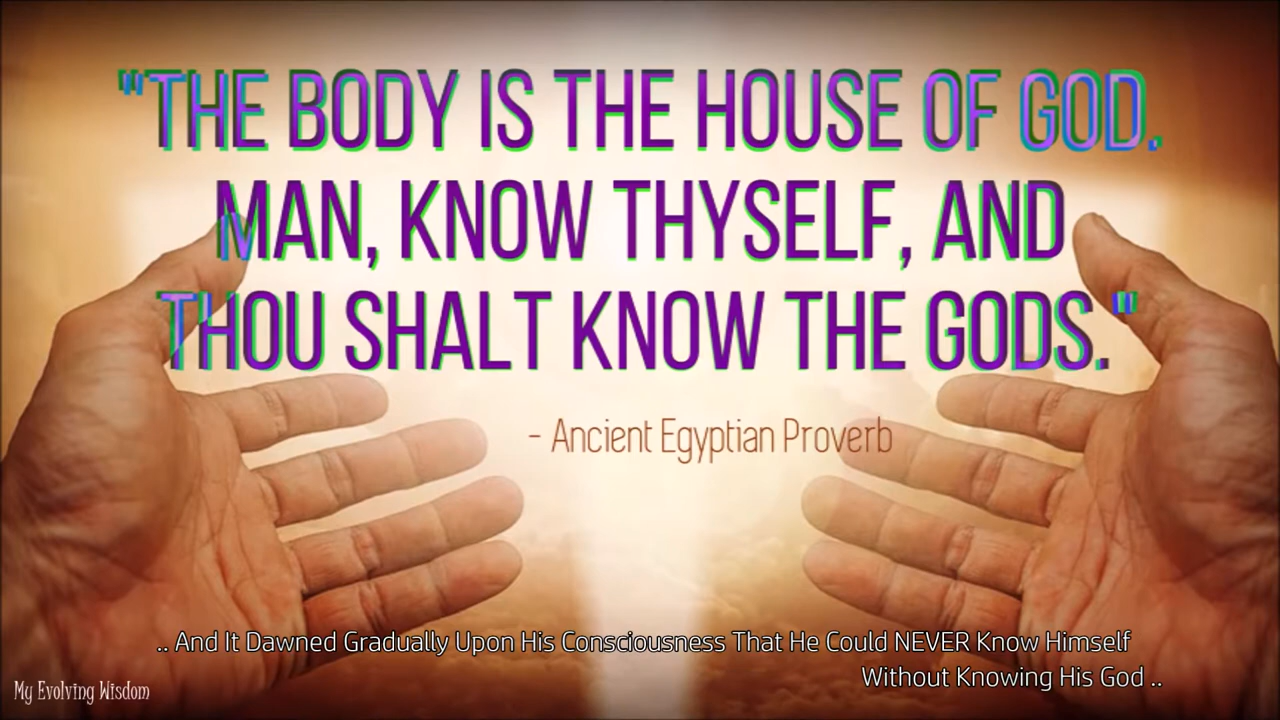 "THE BODY IS THE HOUSE OF GOD.
MAN, KNOW THYSELF, AND
THOU SHALT KNOW THE GODS."
- Ancient Egyptian Proverb
.. And It Dawned Gradually Upon His Consciousness That He Could NEVER Know Himself
Without Knowing His God ..
My Evolving Wisdom